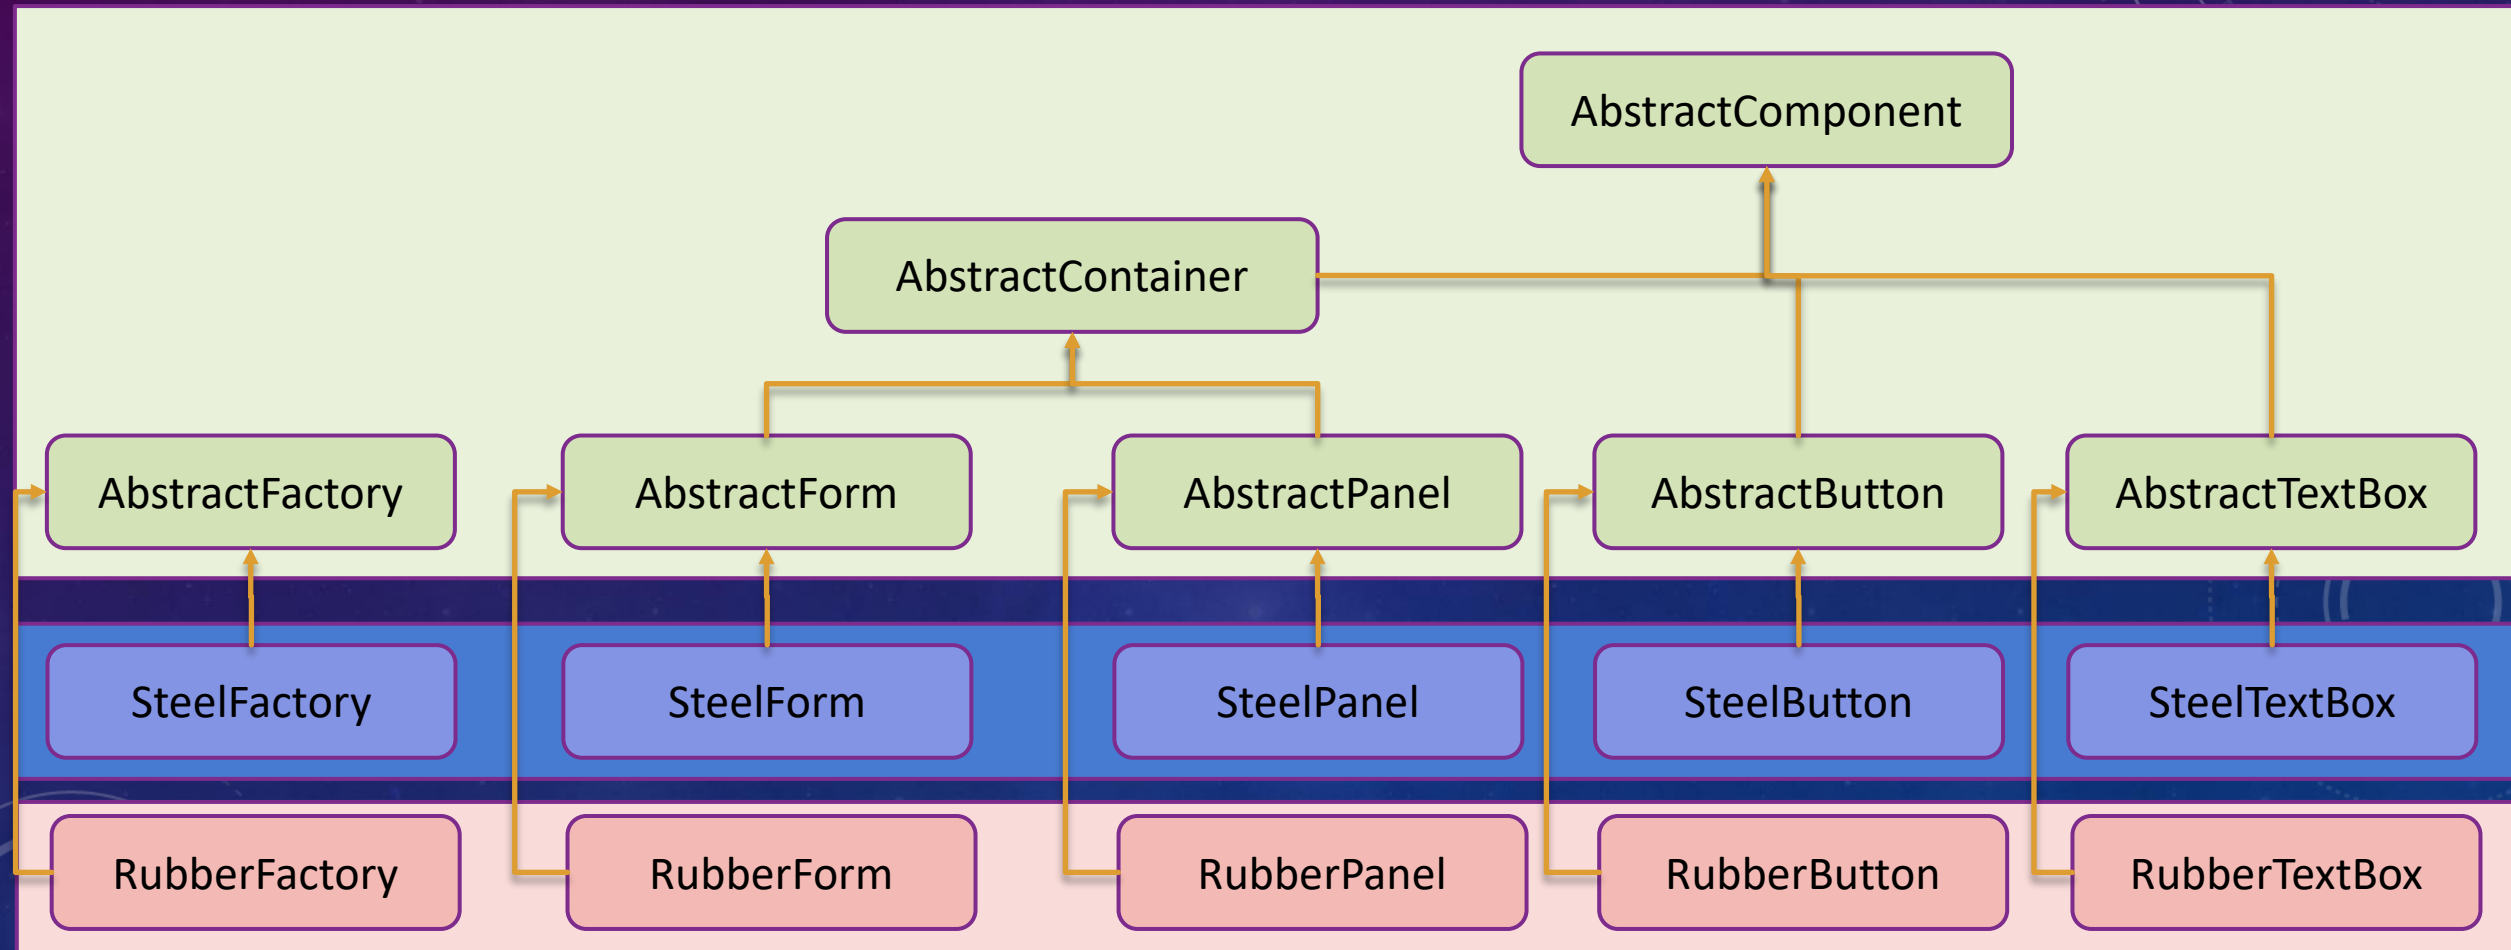 AbstractComponent
AbstractContainer
AbstractFactory
AbstractForm
AbstractPanel
AbstractButton
AbstractTextBox
SteelFactory
SteelForm
SteelPanel
SteelButton
SteelTextBox
RubberFactory
RubberForm
RubberPanel
RubberButton
RubberTextBox